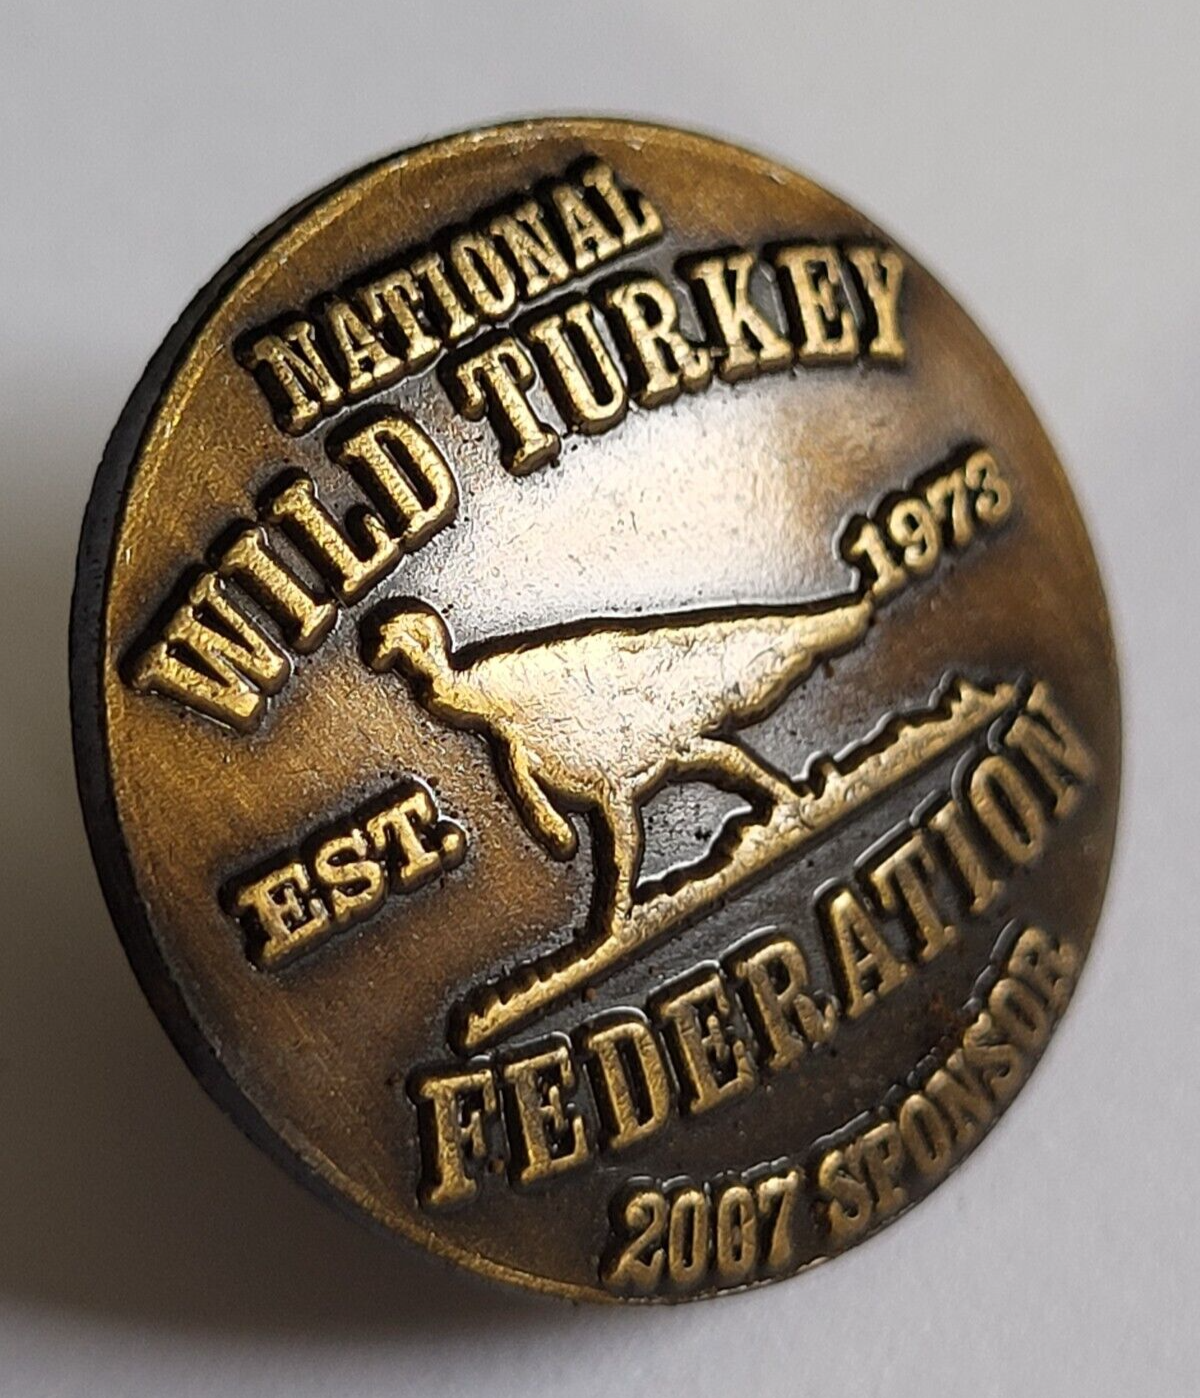 NATIONAL
WILD TURKEY
EST. 1973
FEDERATION
2007 SPONSOR